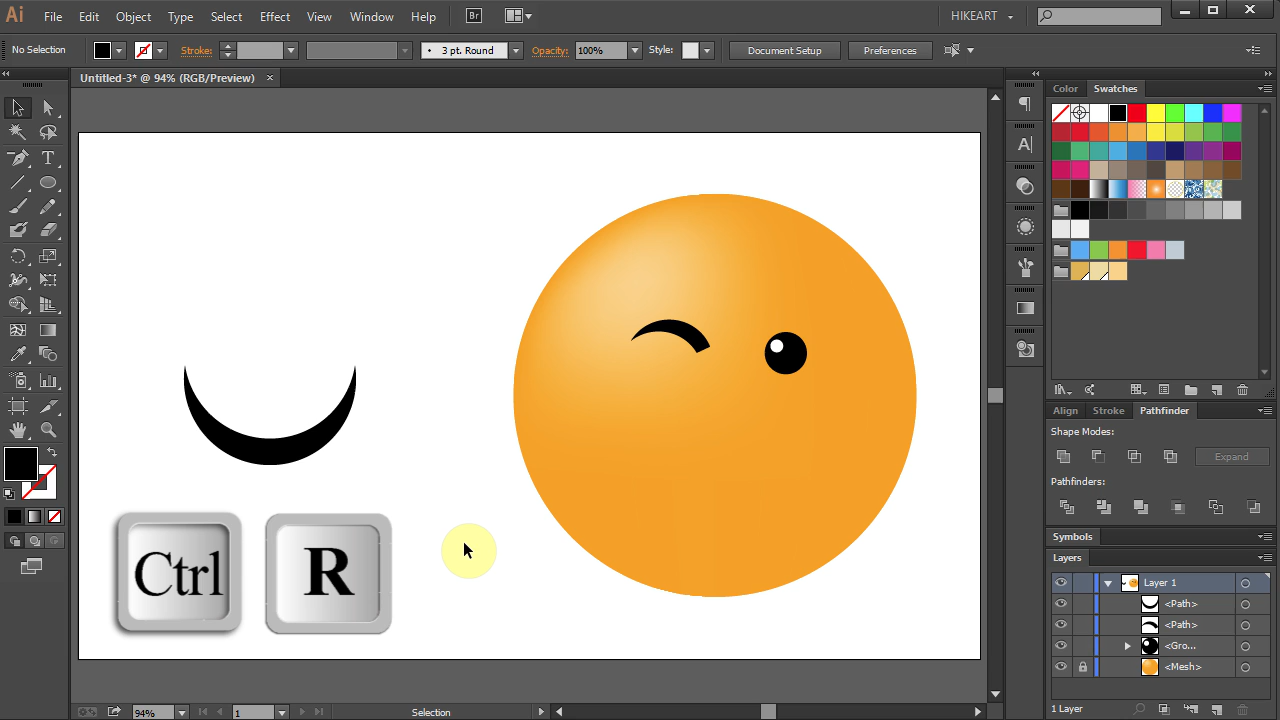 Ai File Edit Object Type Select Effect View Window Help Br HIKEART
No Selection Stroke: 3 pt. Round Opacity: 100% Style: Document Setup Preferences
Untitled-3* @ 94% (RGB/Preview) ×
Color Swatches
Align Stroke Pathfinder
Shape Modes:
Expand
Pathfinders:
Symbols
Layers
Layer 1
<Path>
<Path>
<Gro...
<Mesh>
1 Layer
Ctrl R
94% 1 Selection